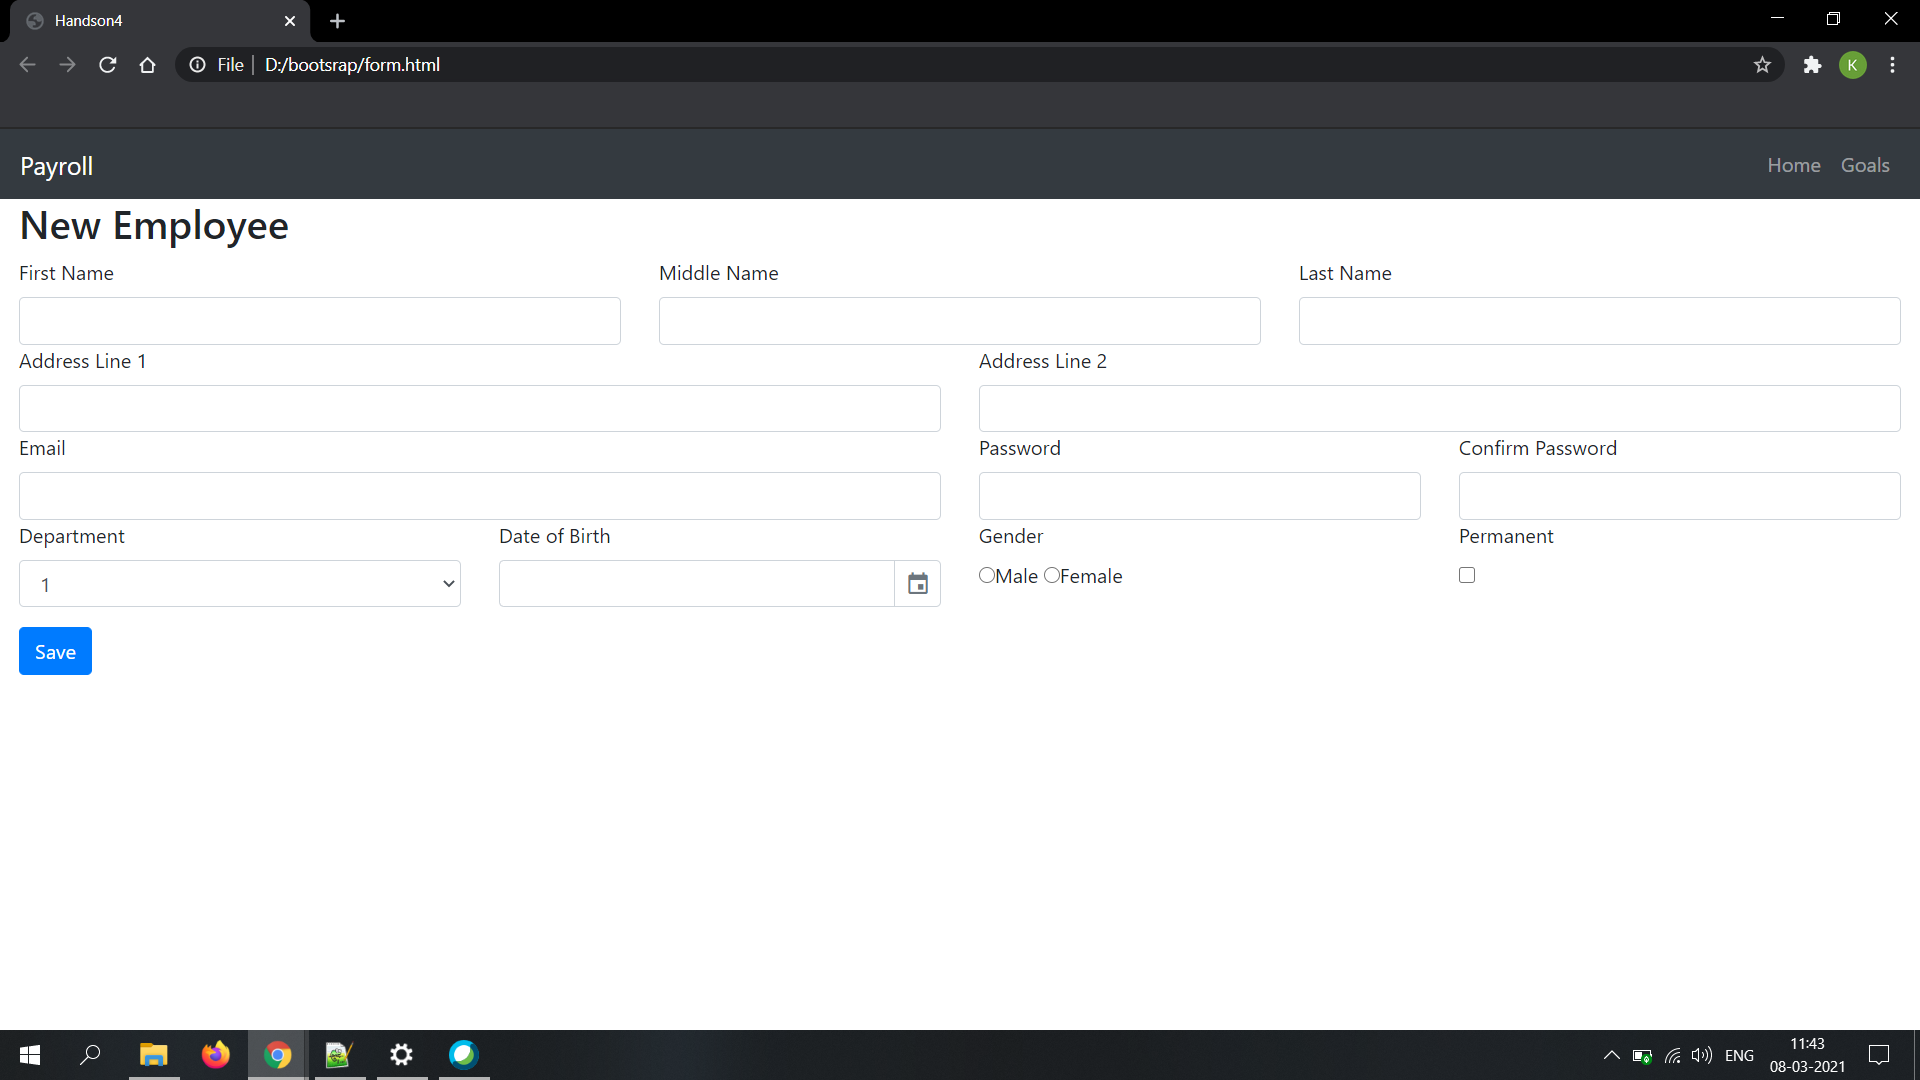 Handson4
File D:/bootsrap/form.html
K
Payroll Home Goals
New Employee
First Name Middle Name Last Name
Address Line 1 Address Line 2
Email Password Confirm Password
Department Date of Birth Gender Permanent
1 Male Female
Save
ENG 11:43
08-03-2021